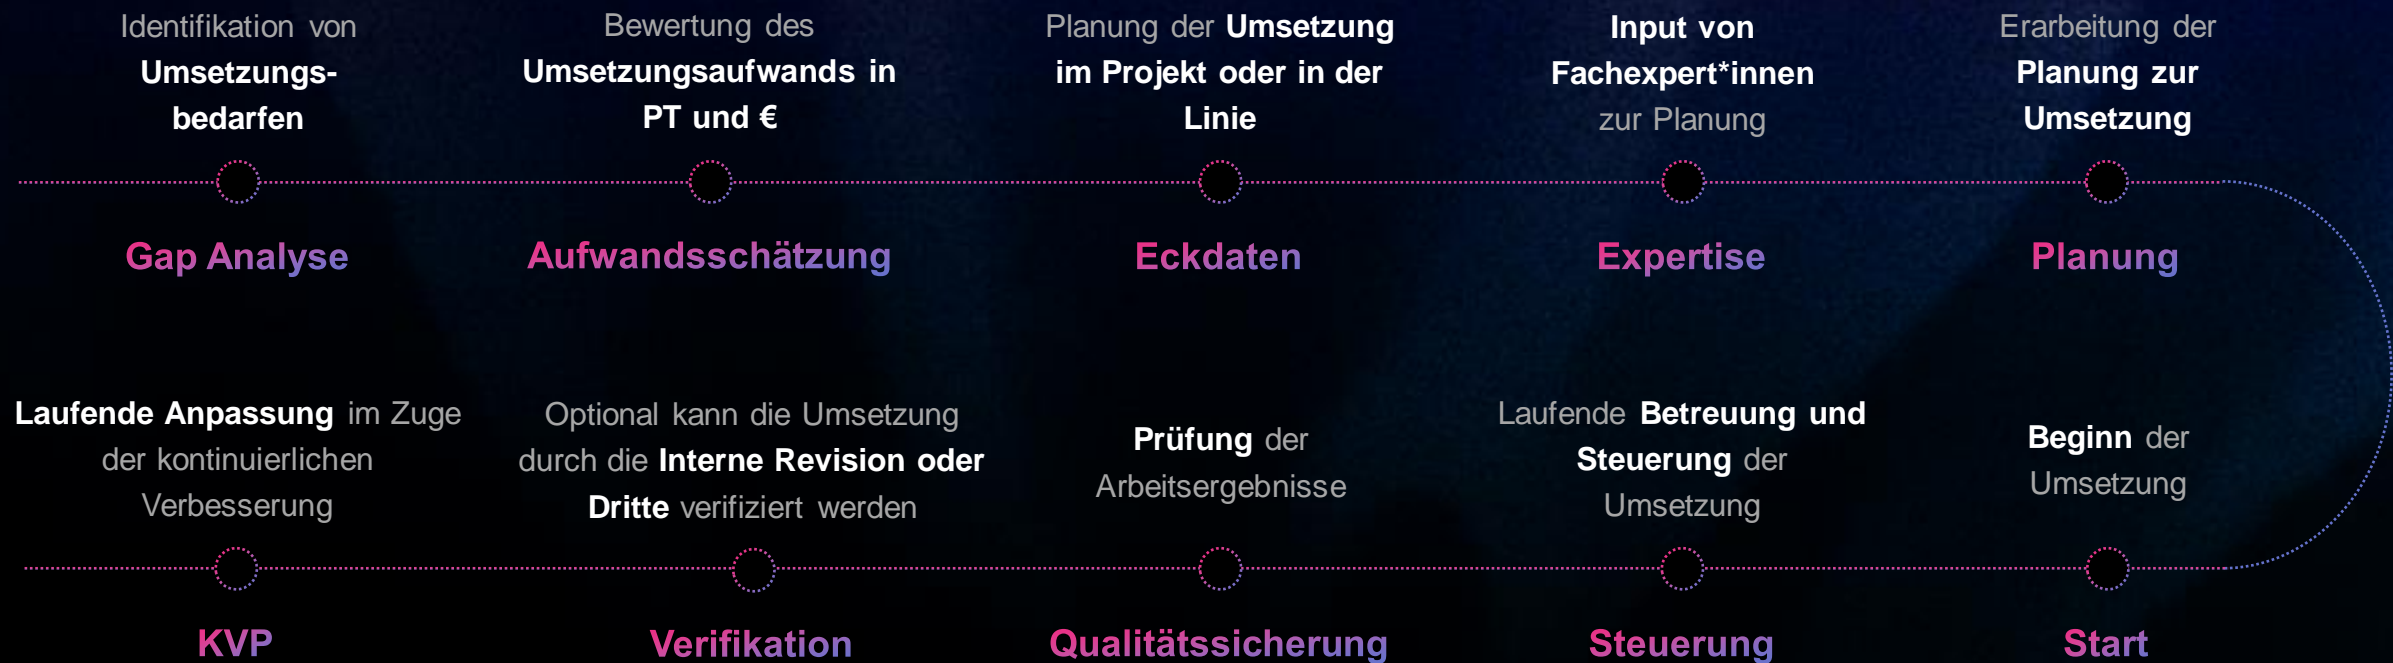 Identifikation von
Umsetzungs-
bedarfen
Gap Analyse
Bewertung des
Umsetzungsaufwands in
PT und €
Aufwandsschätzung
Planung der Umsetzung
im Projekt oder in der
Linie
Eckdaten
Input von
Fachexpert*innen
zur Planung
Expertise
Erarbeitung der
Planung zur
Umsetzung
Planung
Beginn der
Umsetzung
Start
Laufende Betreuung und
Steuerung der
Umsetzung
Steuerung
Prüfung der
Arbeitsergebnisse
Qualitätssicherung
Optional kann die Umsetzung
durch die Interne Revision oder
Dritte verifiziert werden
Verifikation
Laufende Anpassung im Zuge
der kontinuierlichen
Verbesserung
KVP